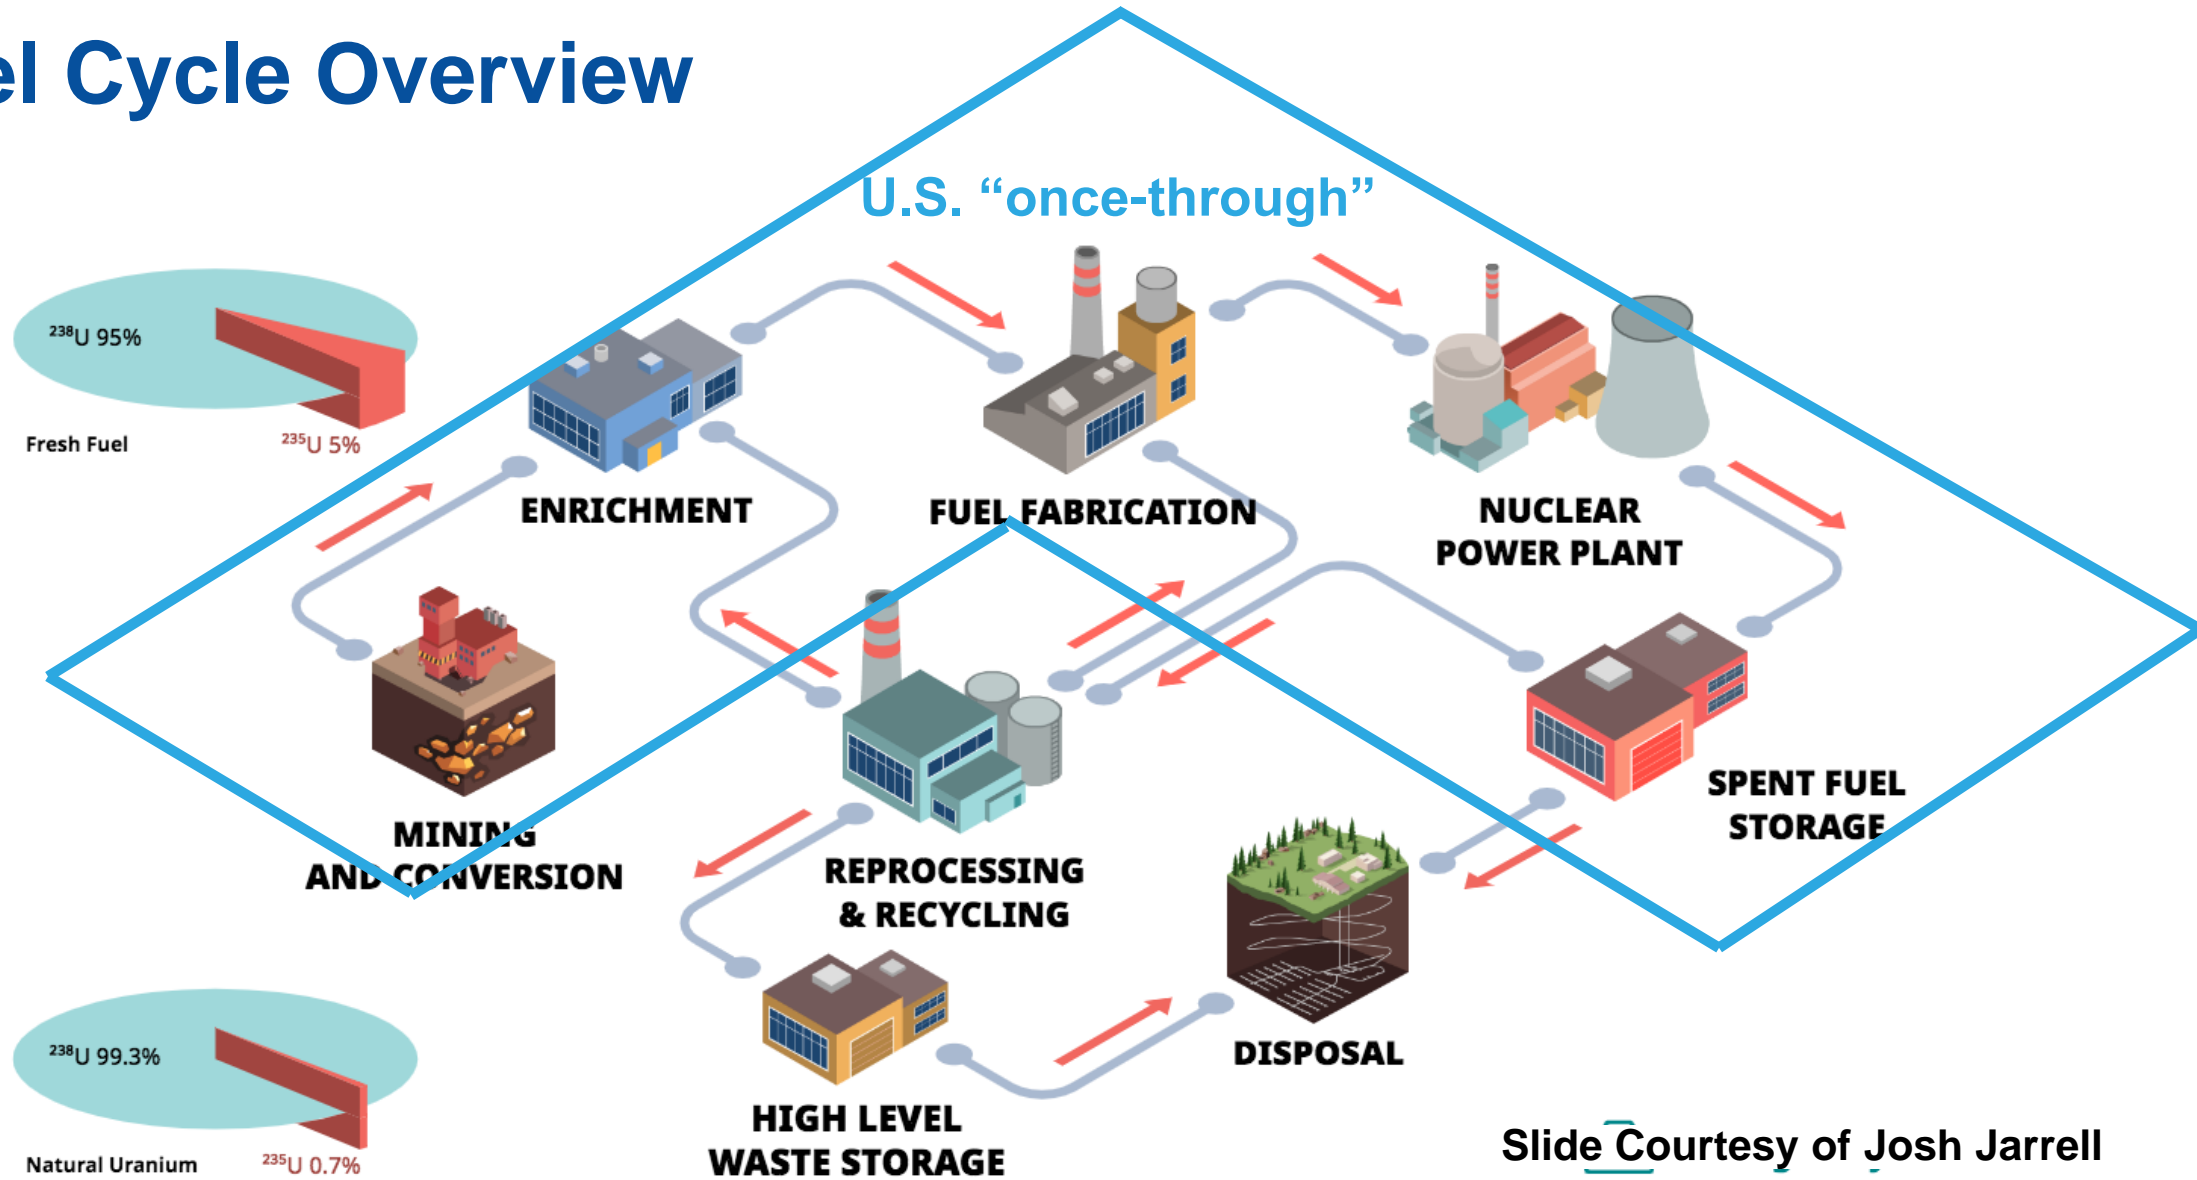 el Cycle Overview
U.S. “once-through”
²³⁸U 95%
Fresh Fuel
²³⁵U 5%
ENRICHMENT
FUEL FABRICATION
NUCLEAR
POWER PLANT
MINING
AND CONVERSION
REPROCESSING
& RECYCLING
SPENT FUEL
STORAGE
DISPOSAL
HIGH LEVEL
WASTE STORAGE
²³⁸U 99.3%
Natural Uranium
²³⁵U 0.7%
Slide Courtesy of Josh Jarrell